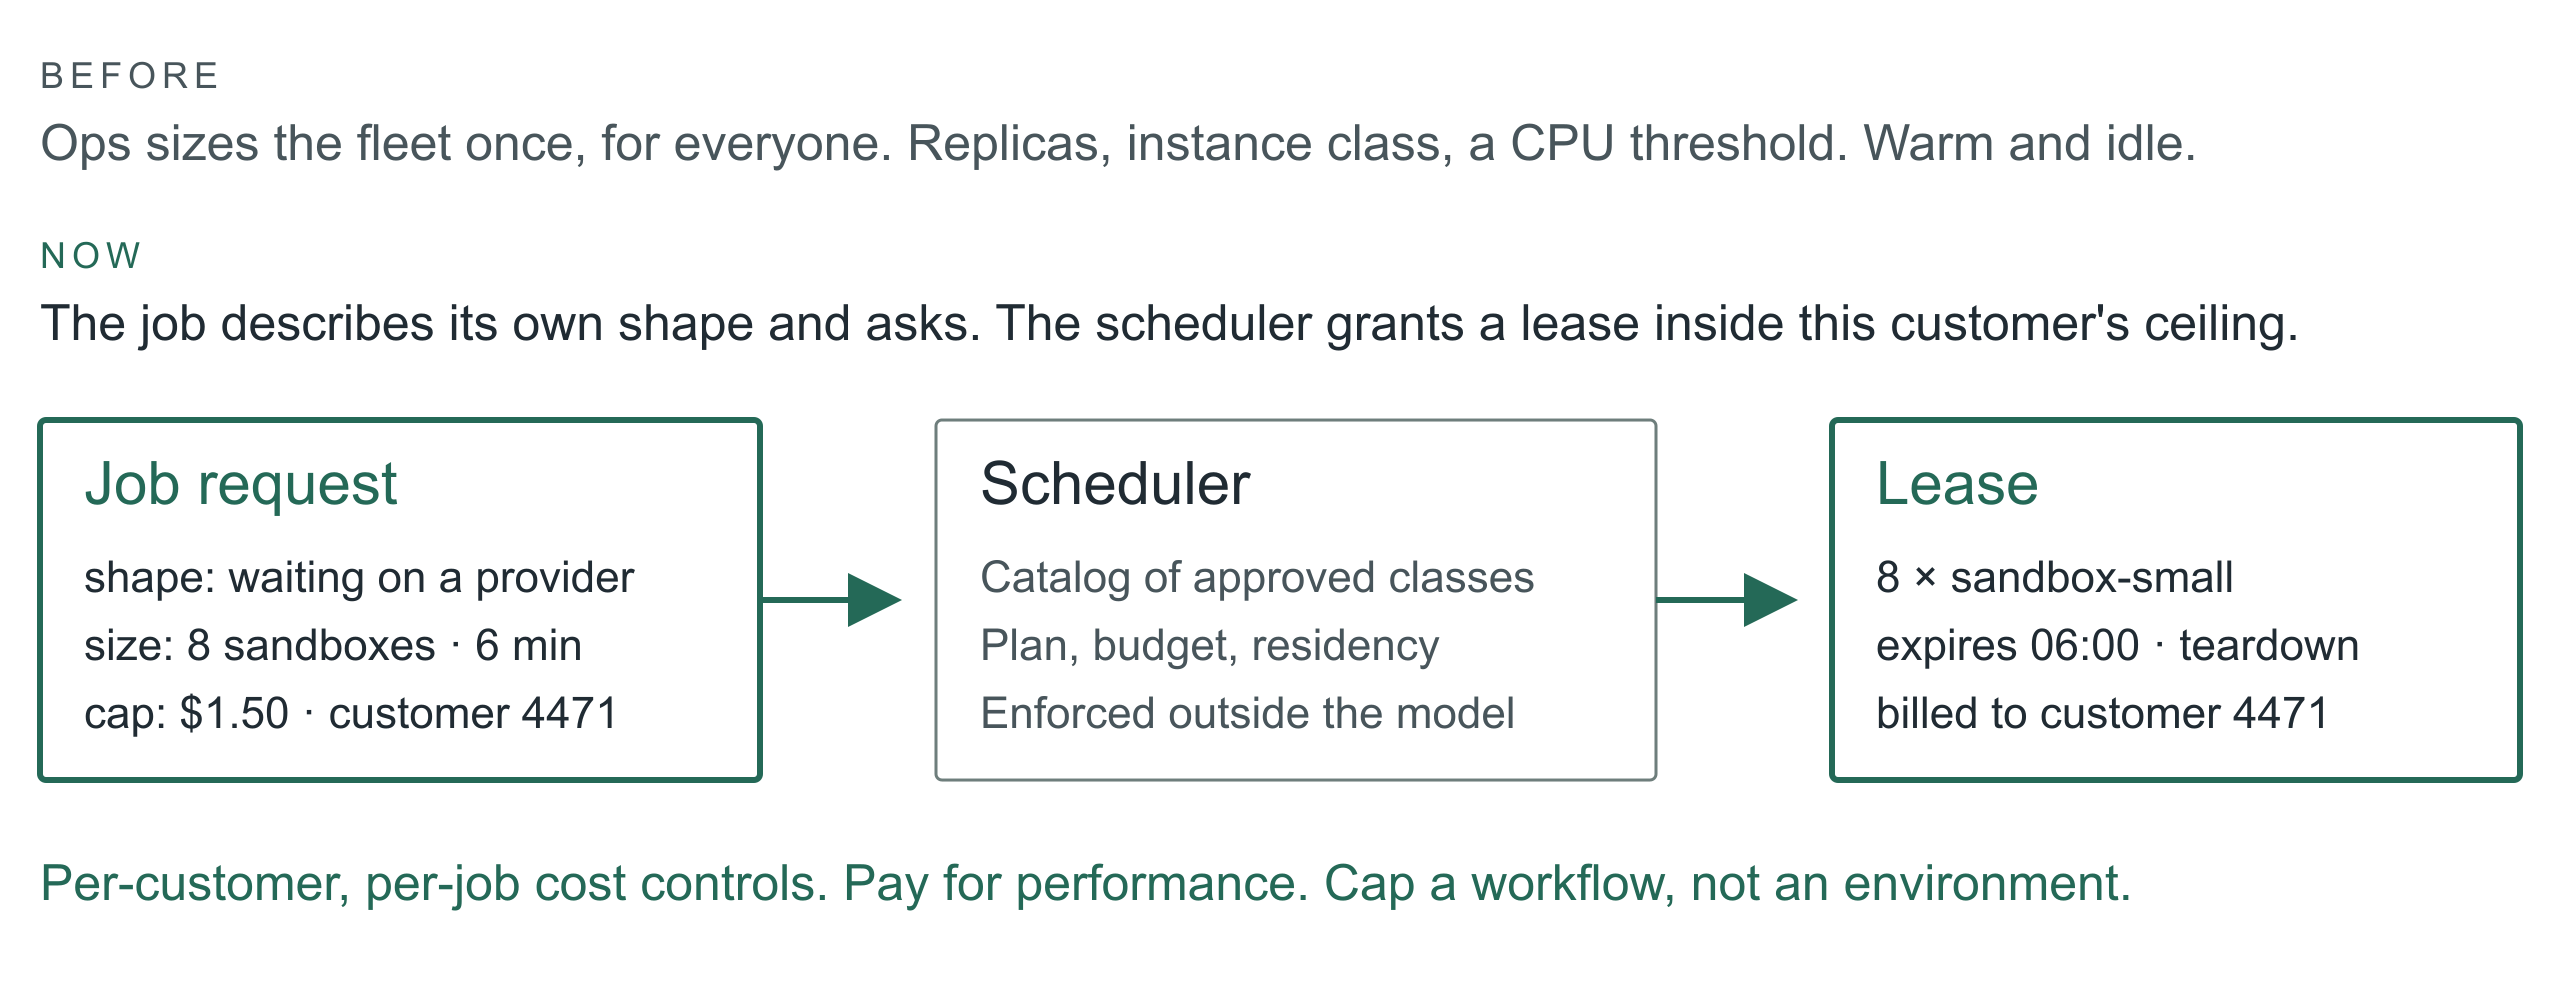 BEFORE
Ops sizes the fleet once, for everyone. Replicas, instance class, a CPU threshold. Warm and idle.
NOW
The job describes its own shape and asks. The scheduler grants a lease inside this customer's ceiling.
Job request
shape: waiting on a provider
size: 8 sandboxes · 6 min
cap: $1.50 · customer 4471
Scheduler
Catalog of approved classes
Plan, budget, residency
Enforced outside the model
Lease
8 × sandbox-small
expires 06:00 · teardown
billed to customer 4471
Per-customer, per-job cost controls. Pay for performance. Cap a workflow, not an environment.